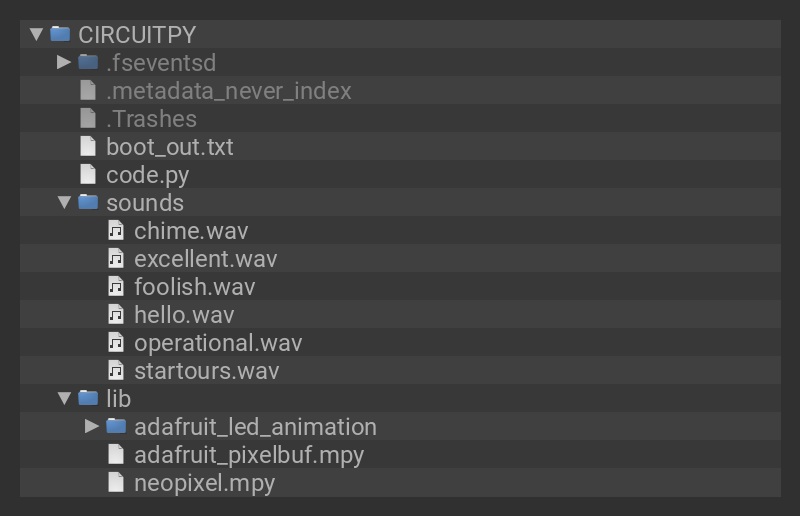 CIRCUITPY
.fseventsd
.metadata_never_index
.Trashes
boot_out.txt
code.py
sounds
chime.wav
excellent.wav
foolish.wav
hello.wav
operational.wav
startours.wav
lib
adafruit_led_animation
adafruit_pixelbuf.mpy
neopixel.mpy